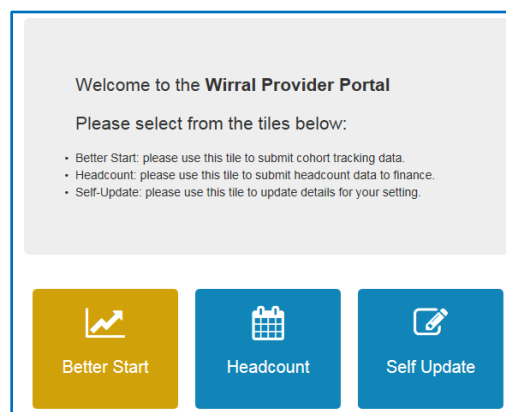 Welcome to the Wirral Provider Portal
Please select from the tiles below:
• Better Start: please use this tile to submit cohort tracking data.
• Headcount: please use this tile to submit headcount data to finance.
• Self-Update: please use this tile to update details for your setting.
Better Start
Headcount
Self Update